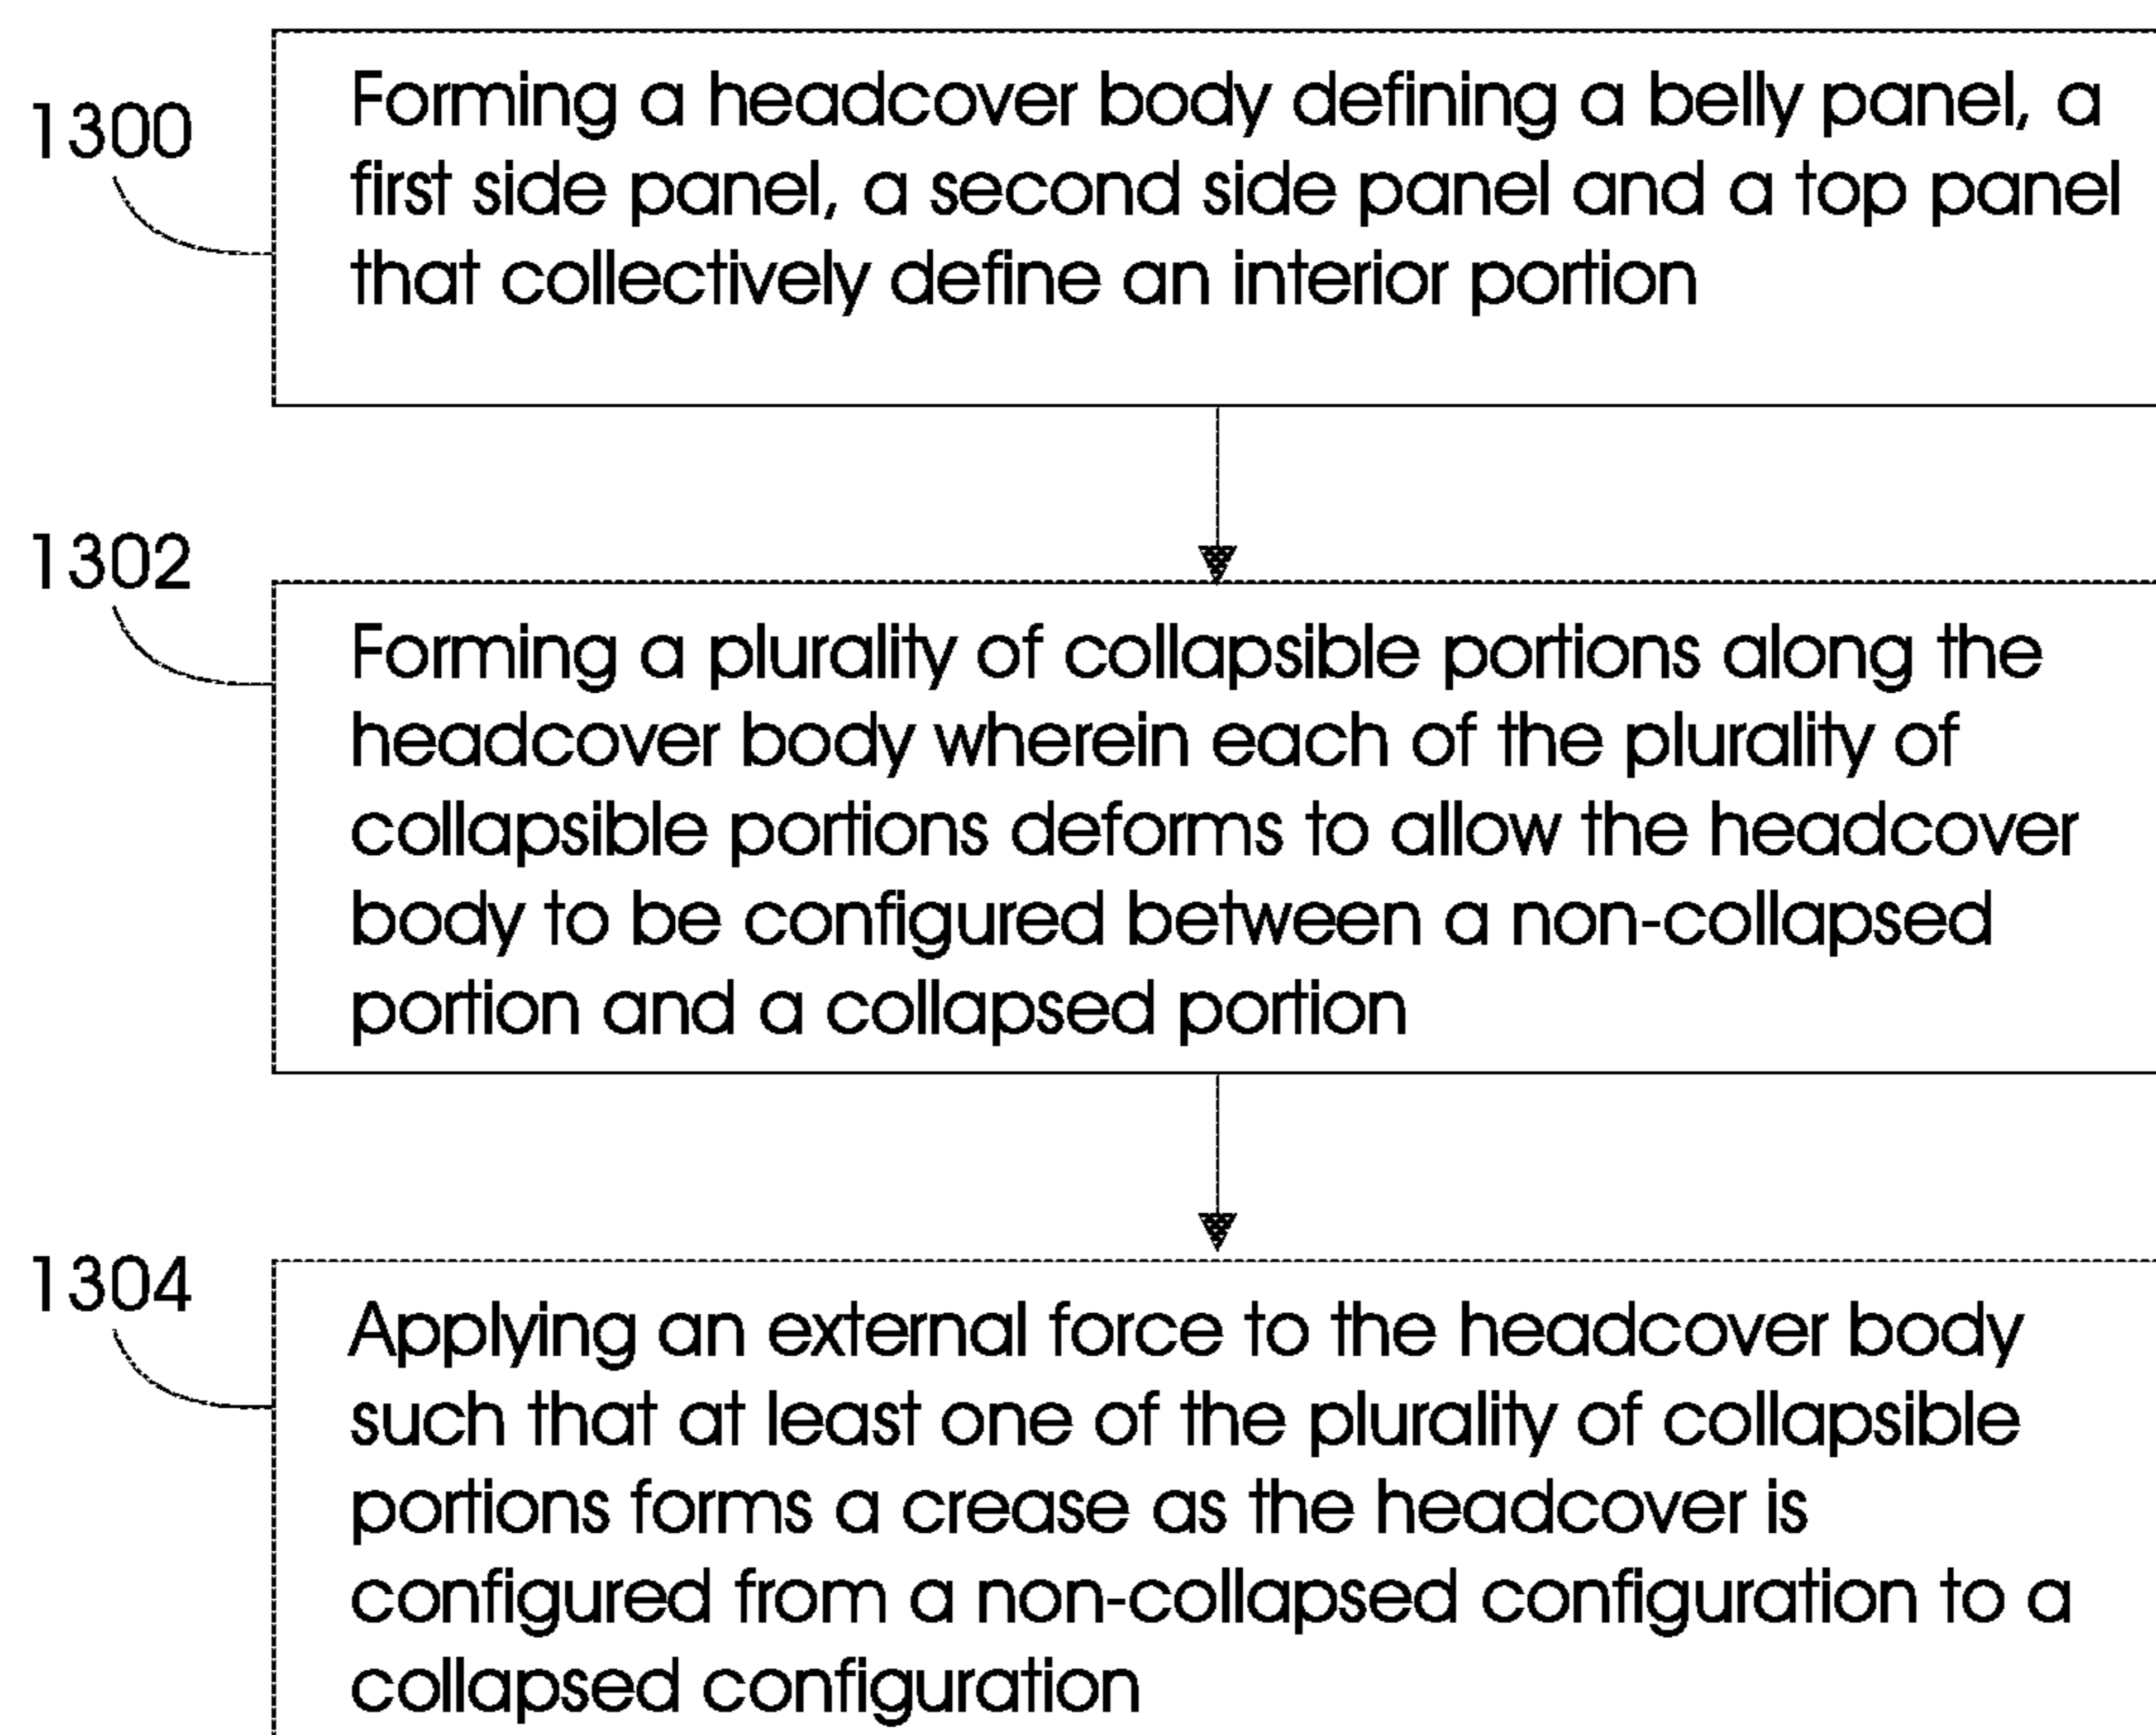 1300
Forming a headcover body defining a belly panel, a
first side panel, a second side panel and a top panel
that collectively define an interior portion
1302
Forming a plurality of collapsible portions along the
headcover body wherein each of the plurality of
collapsible portions deforms to allow the headcover
body to be configured between a non-collapsed
portion and a collapsed portion
1304
Applying an external force to the headcover body
such that at least one of the plurality of collapsible
portions forms a crease as the headcover is
configured from a non-collapsed configuration to a
collapsed configuration